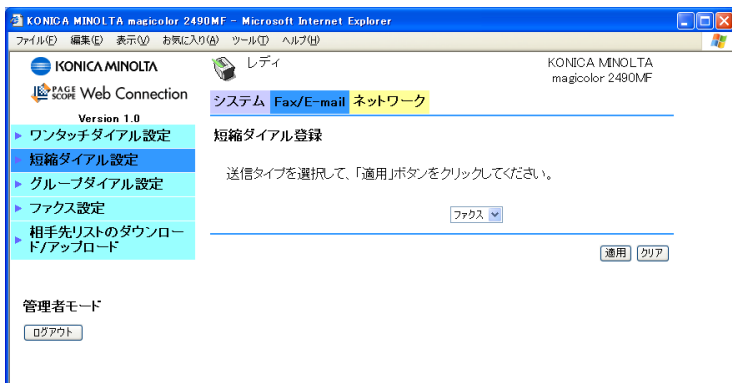 KONICA MINOLTA magicolor 2490MF - Microsoft Internet Explorer
ファイル(F) 編集(E) 表示(V) お気に入り(A) ツール(T) ヘルプ(H)
KONICA MINOLTA
レディ
KONICA MINOLTA
magicolor 2490MF
PAGE SCOPE Web Connection
Version 1.0
システム Fax/E-mail ネットワーク
ワンタッチダイアル設定
短縮ダイアル設定
グループダイアル設定
ファクス設定
相手先リストのダウンロー
ド/アップロード
短縮ダイアル登録
送信タイプを選択して、「適用」ボタンをクリックしてください。
ファクス
適用 クリア
管理者モード
ログアウト